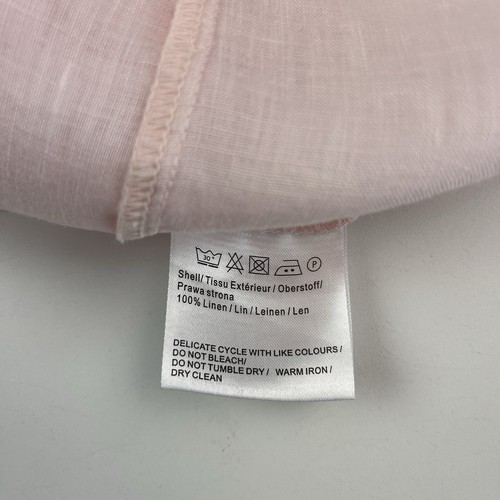 30°
P
Shell/ Tissu Extérieur/ Oberstoff/
Prawa strona
100% Linen / Lin / Leinen / Len
DELICATE CYCLE WITH LIKE COLOURS /
DO NOT BLEACH/
DO NOT TUMBLE DRY / WARM IRON /
DRY CLEAN